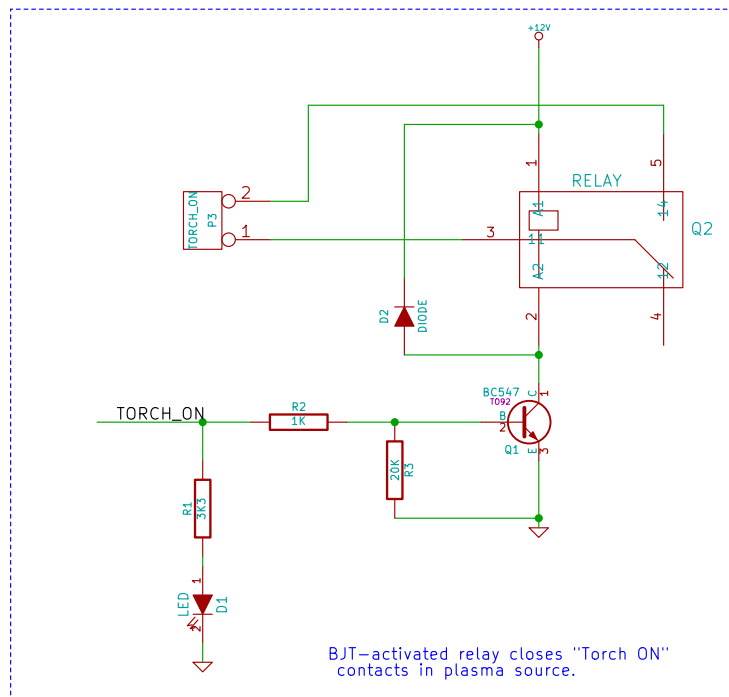 +12V
1
5
RELAY
A1
14
2
TORCH_ON
P3
1
3
11
Q2
A2
12
D2
DIODE
2
4
BC547
TO92
C
1
TORCH_ON
R2
1K
B
2
Q1
E
3
20K
R3
R1
3K3
1
LED
D1
2
BJT-activated relay closes "Torch ON"
contacts in plasma source.